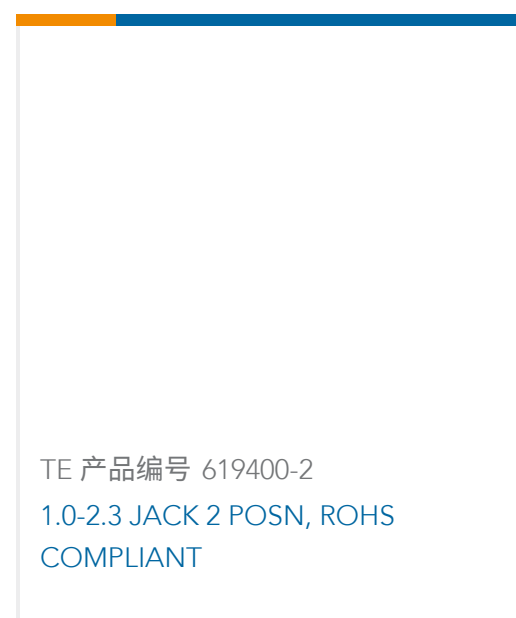 TE 产品编号 619400-2
1.0-2.3 JACK 2 POSN, ROHS
COMPLIANT